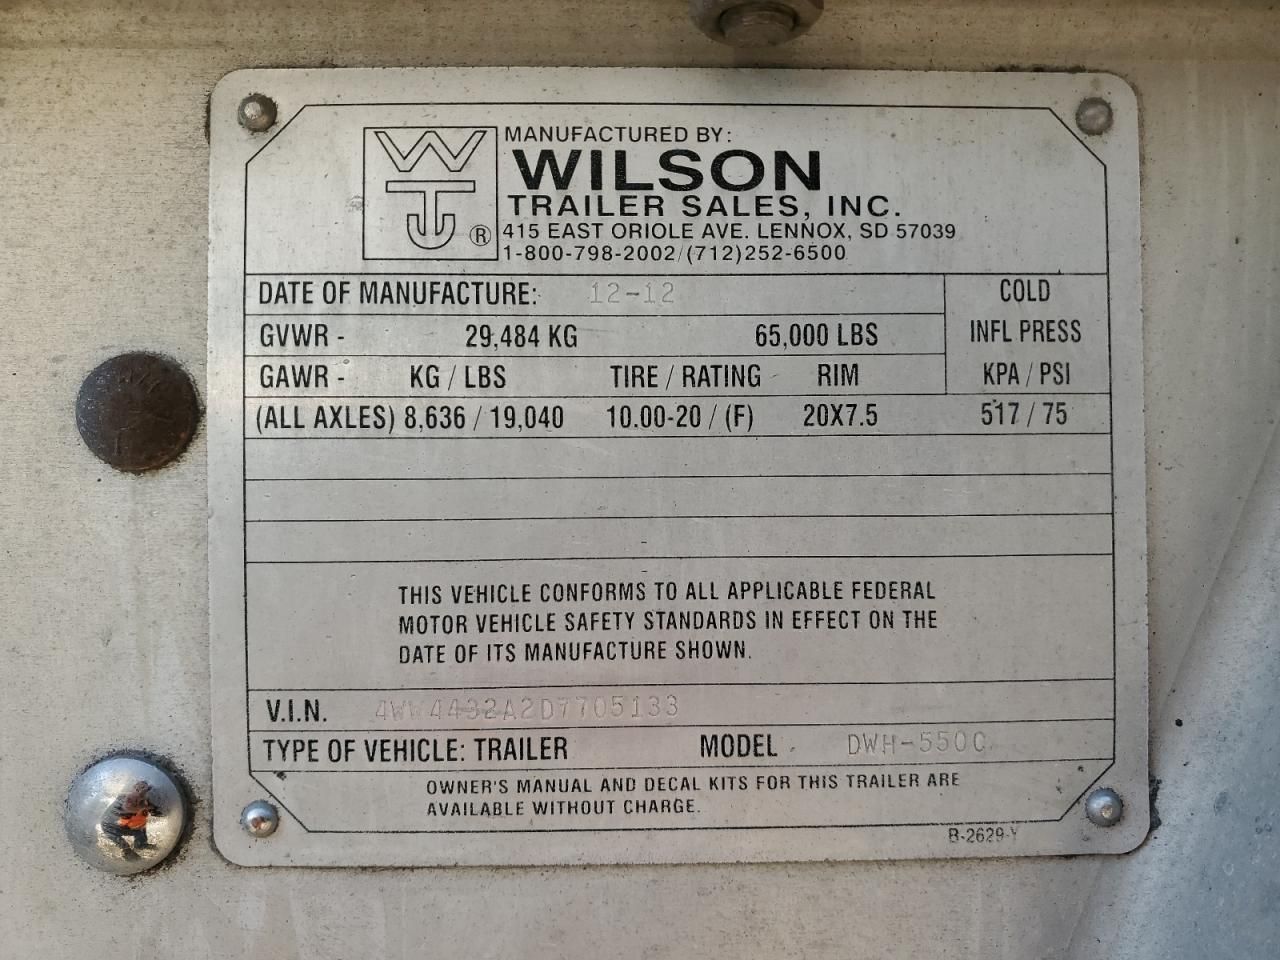 MANUFACTURED BY:
WILSON
TRAILER SALES, INC.
415 EAST ORIOLE AVE. LENNOX, SD 57039
1-800-798-2002/(712)252-6500
WT ®
DATE OF MANUFACTURE: 12-12
COLD
INFL PRESS
KPA / PSI
GVWR - 29,484 KG 65,000 LBS
GAWR - KG / LBS TIRE / RATING RIM
(ALL AXLES) 8,636 / 19,040 10.00-20 / (F) 20X7.5 517 / 75
THIS VEHICLE CONFORMS TO ALL APPLICABLE FEDERAL
MOTOR VEHICLE SAFETY STANDARDS IN EFFECT ON THE
DATE OF ITS MANUFACTURE SHOWN.
V.I.N. 4WW4432A2D7705133
TYPE OF VEHICLE: TRAILER MODEL DWH-550C
OWNER'S MANUAL AND DECAL KITS FOR THIS TRAILER ARE
AVAILABLE WITHOUT CHARGE.
B-2629-Y